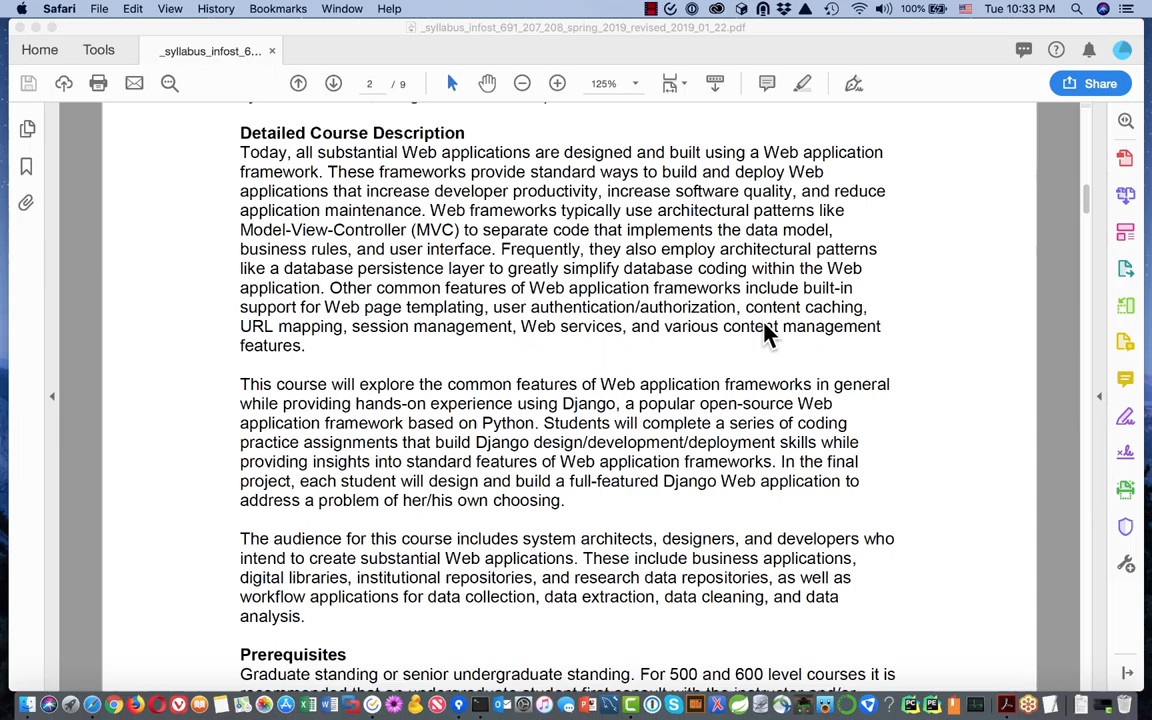 Safari File Edit View History Bookmarks Window Help 100% Tue 10:33 PM
_syllabus_infost_691_207_208_spring_2019_revised_2019_01_22.pdf
Home Tools _syllabus_infost_6... ×
2 / 9 125% Share
Detailed Course Description
Today, all substantial Web applications are designed and built using a Web application
framework. These frameworks provide standard ways to build and deploy Web
applications that increase developer productivity, increase software quality, and reduce
application maintenance. Web frameworks typically use architectural patterns like
Model-View-Controller (MVC) to separate code that implements the data model,
business rules, and user interface. Frequently, they also employ architectural patterns
like a database persistence layer to greatly simplify database coding within the Web
application. Other common features of Web application frameworks include built-in
support for Web page templating, user authentication/authorization, content caching,
URL mapping, session management, Web services, and various content management
features.
This course will explore the common features of Web application frameworks in general
while providing hands-on experience using Django, a popular open-source Web
application framework based on Python. Students will complete a series of coding
practice assignments that build Django design/development/deployment skills while
providing insights into standard features of Web application frameworks. In the final
project, each student will design and build a full-featured Django Web application to
address a problem of her/his own choosing.
The audience for this course includes system architects, designers, and developers who
intend to create substantial Web applications. These include business applications,
digital libraries, institutional repositories, and research data repositories, as well as
workflow applications for data collection, data extraction, data cleaning, and data
analysis.
Prerequisites
Graduate standing or senior undergraduate standing. For 500 and 600 level courses it is